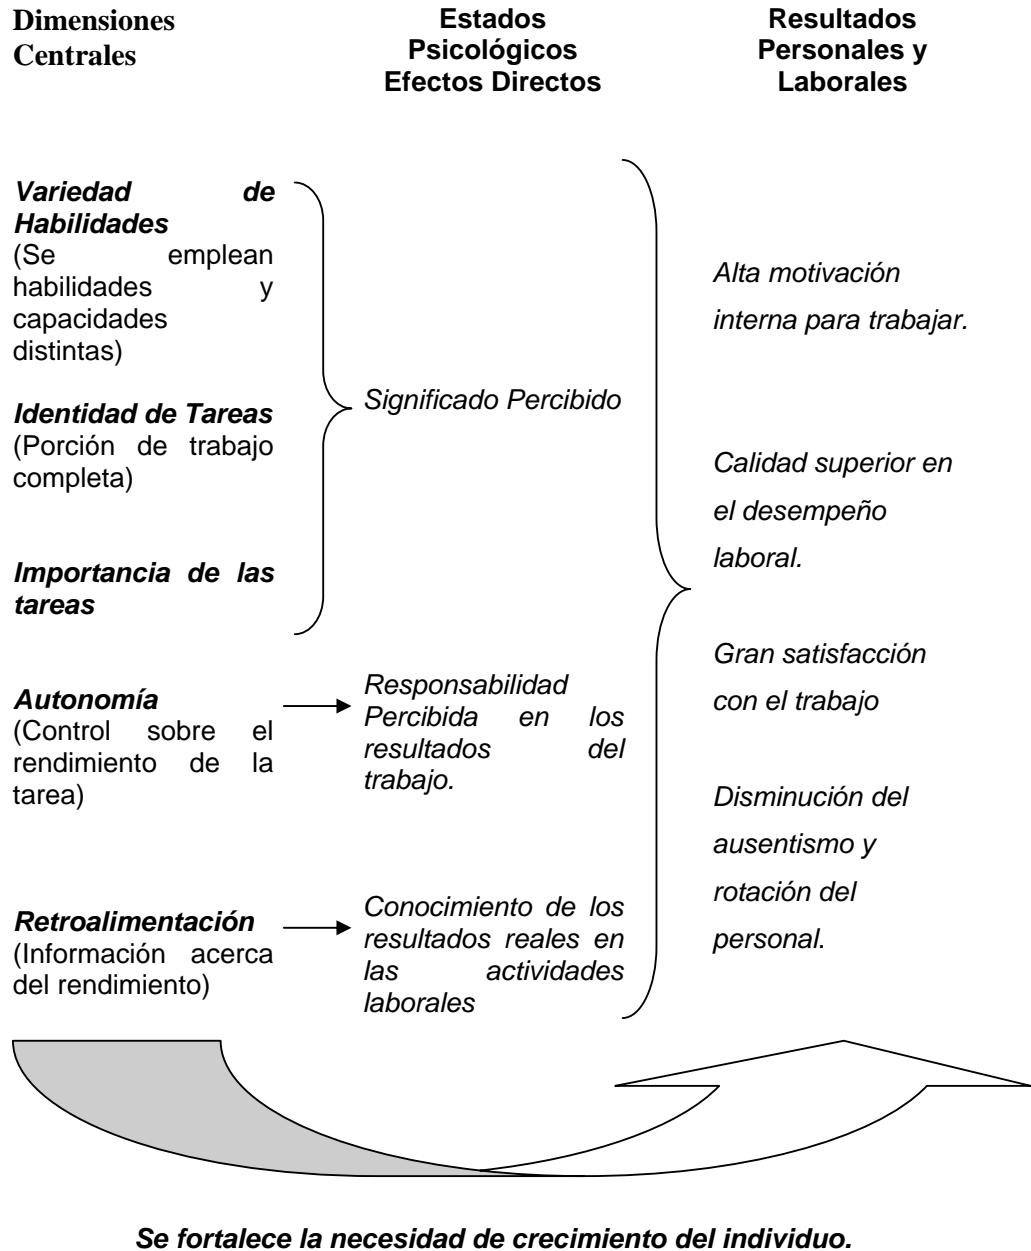 Dimensiones
Centrales
Estados
Psicológicos
Efectos Directos
Resultados
Personales y
Laborales
Variedad de
Habilidades
(Se emplean
habilidades y
capacidades
distintas)
Identidad de Tareas
(Porción de trabajo
completa)
Importancia de las
tareas
Significado Percibido
Autonomía
(Control sobre el
rendimiento de la
tarea)
Responsabilidad
Percibida en los
resultados del
trabajo.
Retroalimentación
(Información acerca
del rendimiento)
Conocimiento de los
resultados reales en
las actividades
laborales
Alta motivación
interna para trabajar.
Calidad superior en
el desempeño
laboral.
Gran satisfacción
con el trabajo
Disminución del
ausentismo y
rotación del
personal.
Se fortalece la necesidad de crecimiento del individuo.